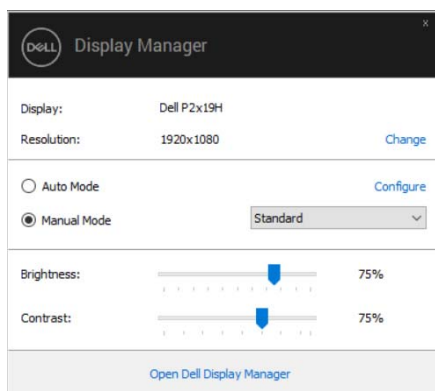 DELL Display Manager
Display: Dell P2x19H
Resolution: 1920x1080 Change
Auto Mode Configure
Manual Mode Standard
Brightness: 75%
Contrast: 75%
Open Dell Display Manager